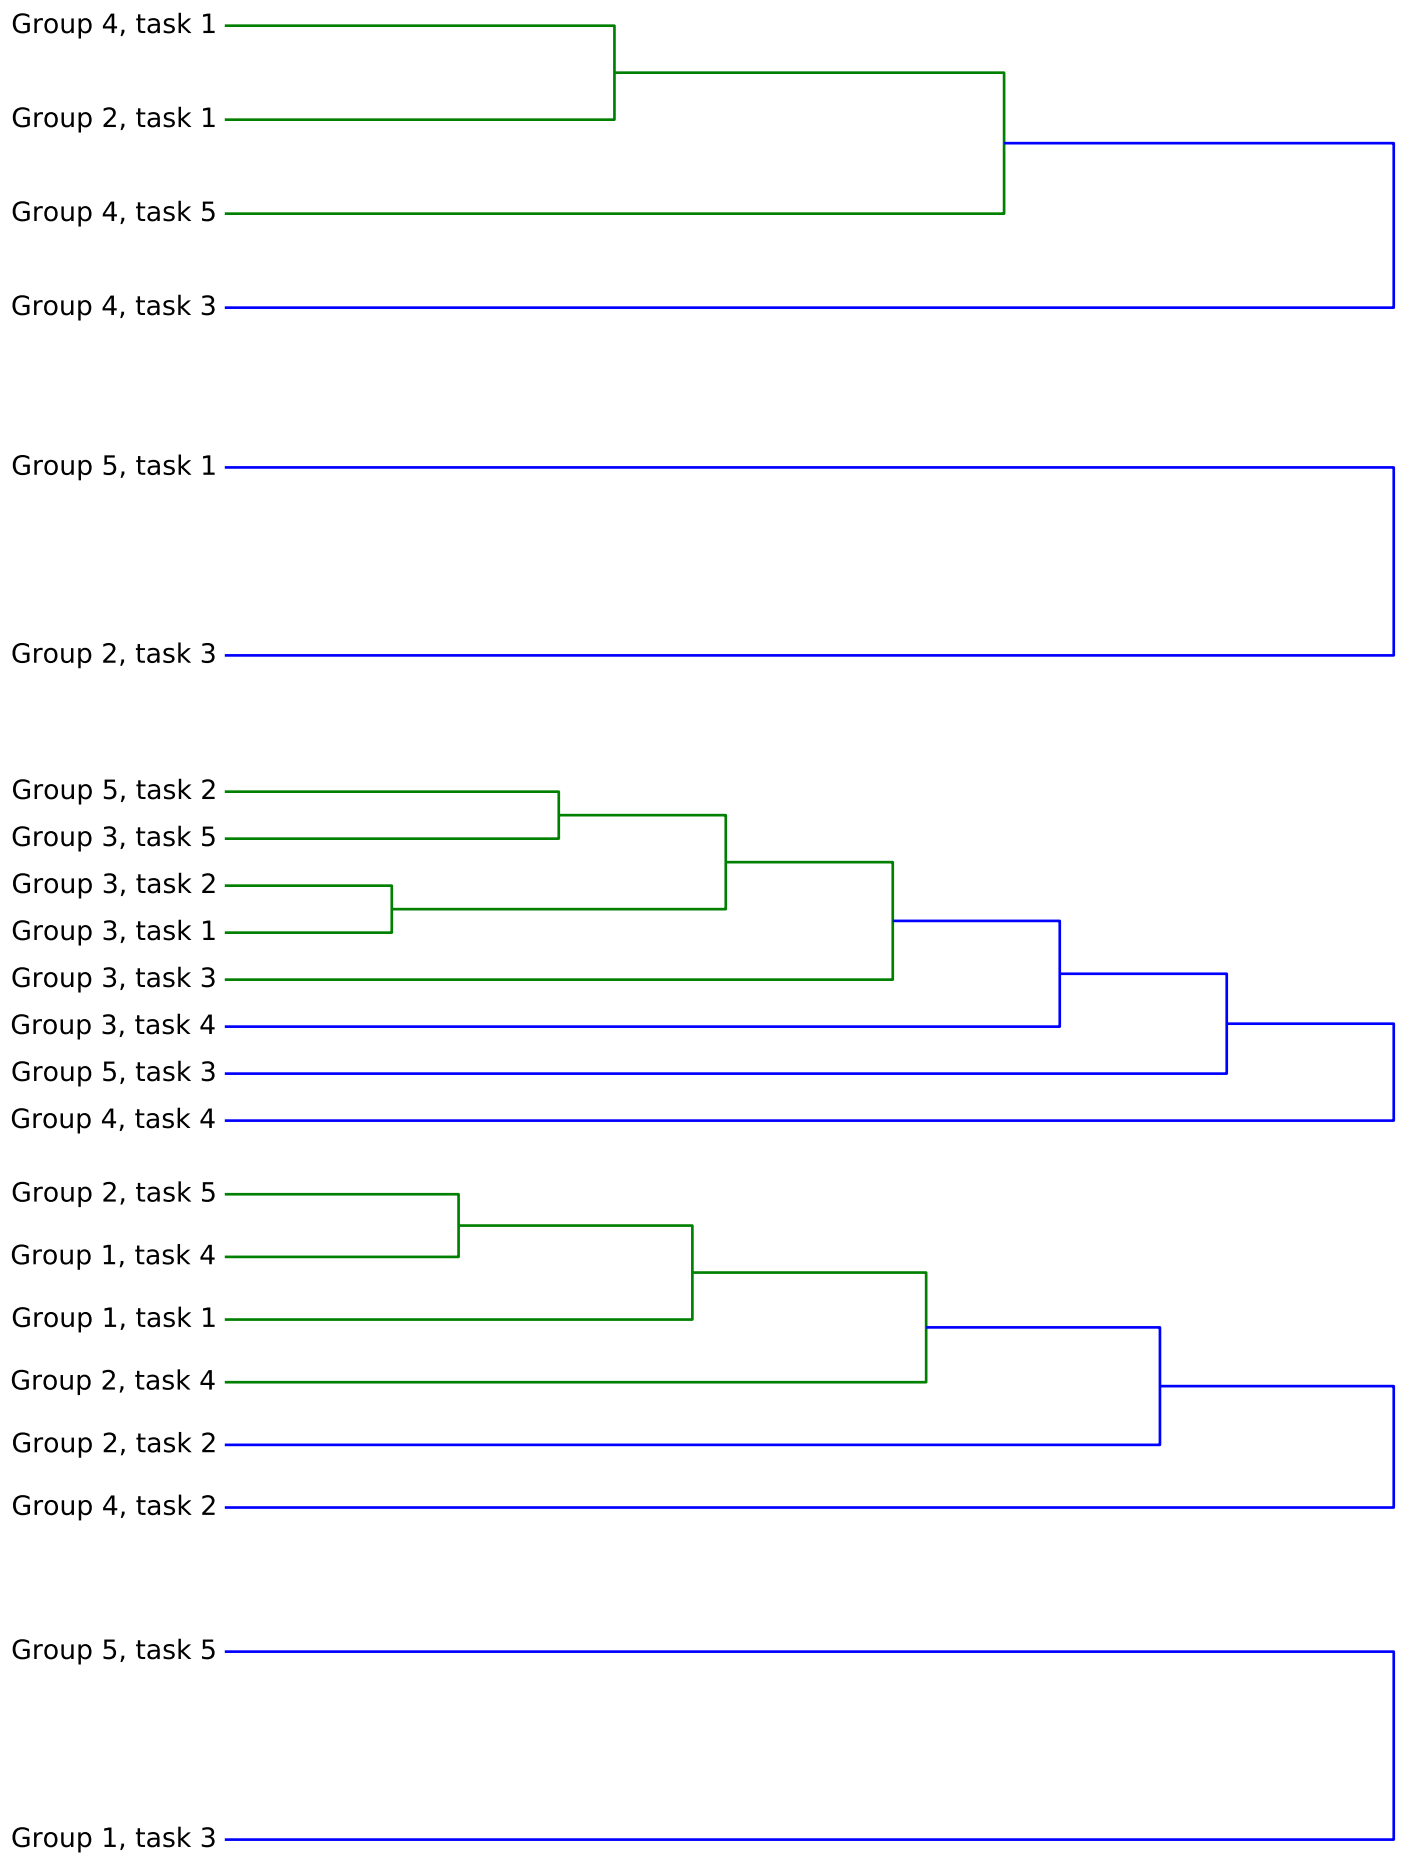 Group 4, task 1
Group 2, task 1
Group 4, task 5
Group 4, task 3
Group 5, task 1
Group 2, task 3
Group 5, task 2
Group 3, task 5
Group 3, task 2
Group 3, task 1
Group 3, task 3
Group 3, task 4
Group 5, task 3
Group 4, task 4
Group 2, task 5
Group 1, task 4
Group 1, task 1
Group 2, task 4
Group 2, task 2
Group 4, task 2
Group 5, task 5
Group 1, task 3